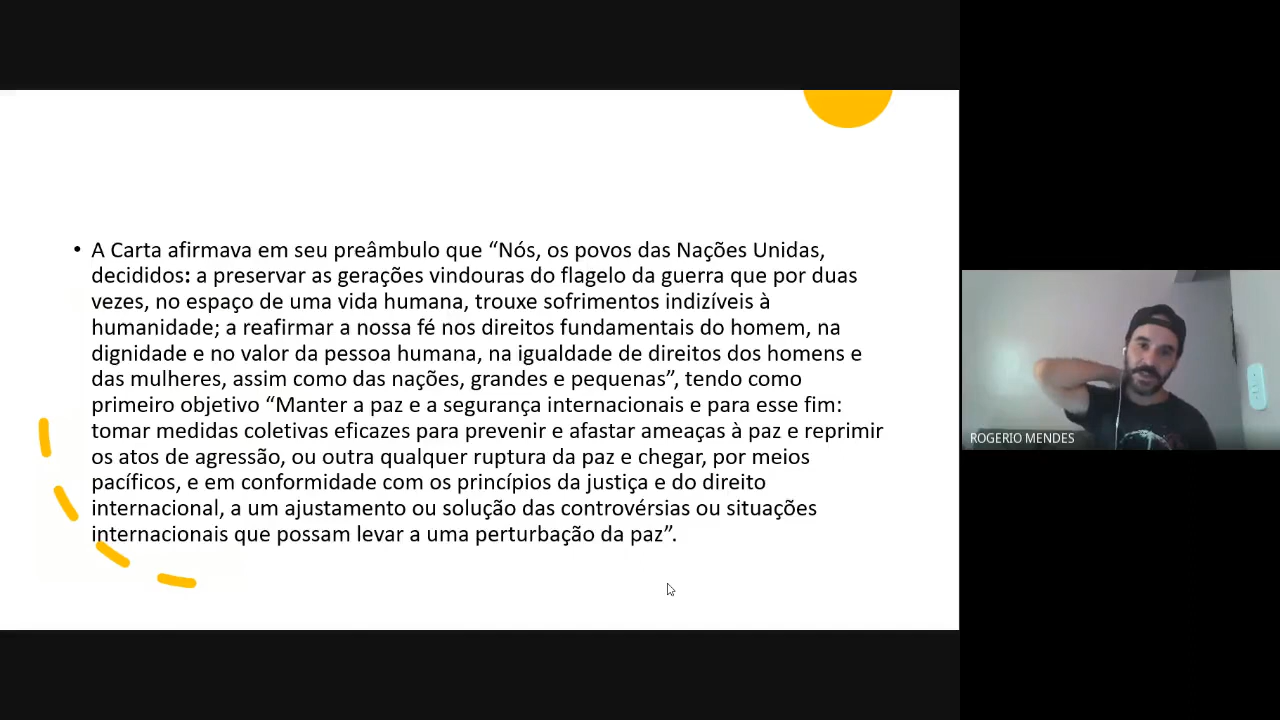 • A Carta afirmava em seu preâmbulo que “Nós, os povos das Nações Unidas,
decididos: a preservar as gerações vindouras do flagelo da guerra que por duas
vezes, no espaço de uma vida humana, trouxe sofrimentos indizíveis à
humanidade; a reafirmar a nossa fé nos direitos fundamentais do homem, na
dignidade e no valor da pessoa humana, na igualdade de direitos dos homens e
das mulheres, assim como das nações, grandes e pequenas”, tendo como
primeiro objetivo “Manter a paz e a segurança internacionais e para esse fim:
tomar medidas coletivas eficazes para prevenir e afastar ameaças à paz e reprimir
os atos de agressão, ou outra qualquer ruptura da paz e chegar, por meios
pacíficos, e em conformidade com os princípios da justiça e do direito
internacional, a um ajustamento ou solução das controvérsias ou situações
internacionais que possam levar a uma perturbação da paz”.
ROGERIO MENDES